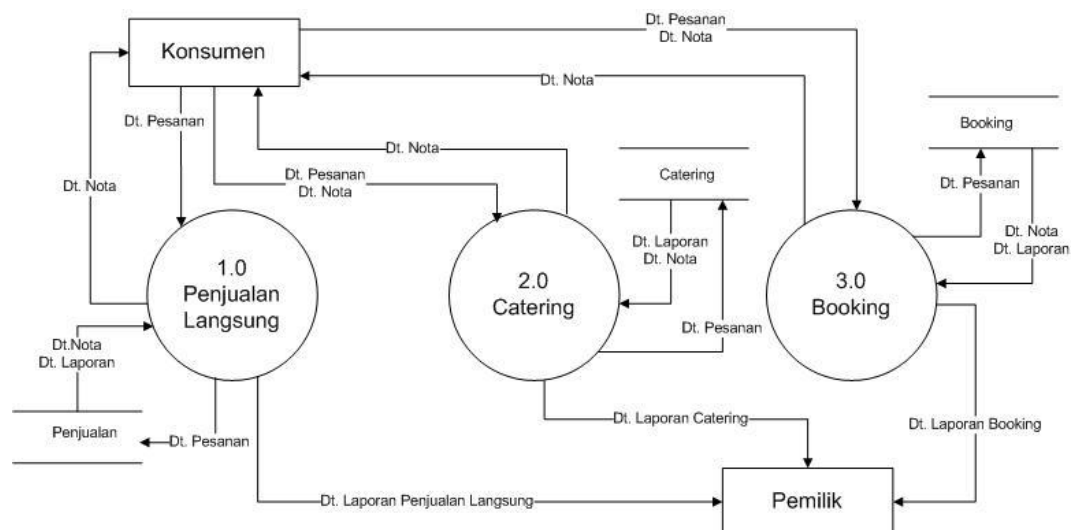 Konsumen
Dt. Pesanan
Dt. Nota
Dt. Nota
Dt. Pesanan
Dt. Nota
Dt. Nota
Dt. Pesanan
Dt. Nota
Catering
Booking
Dt. Pesanan
Dt. Nota
Dt. Laporan
Dt. Laporan
Dt. Nota
Dt. Pesanan
1.0
Penjualan
Langsung
2.0
Catering
3.0
Booking
Dt.Nota
Dt. Laporan
Penjualan
Dt. Pesanan
Dt. Laporan Catering
Dt. Laporan Booking
Dt. Laporan Penjualan Langsung
Pemilik